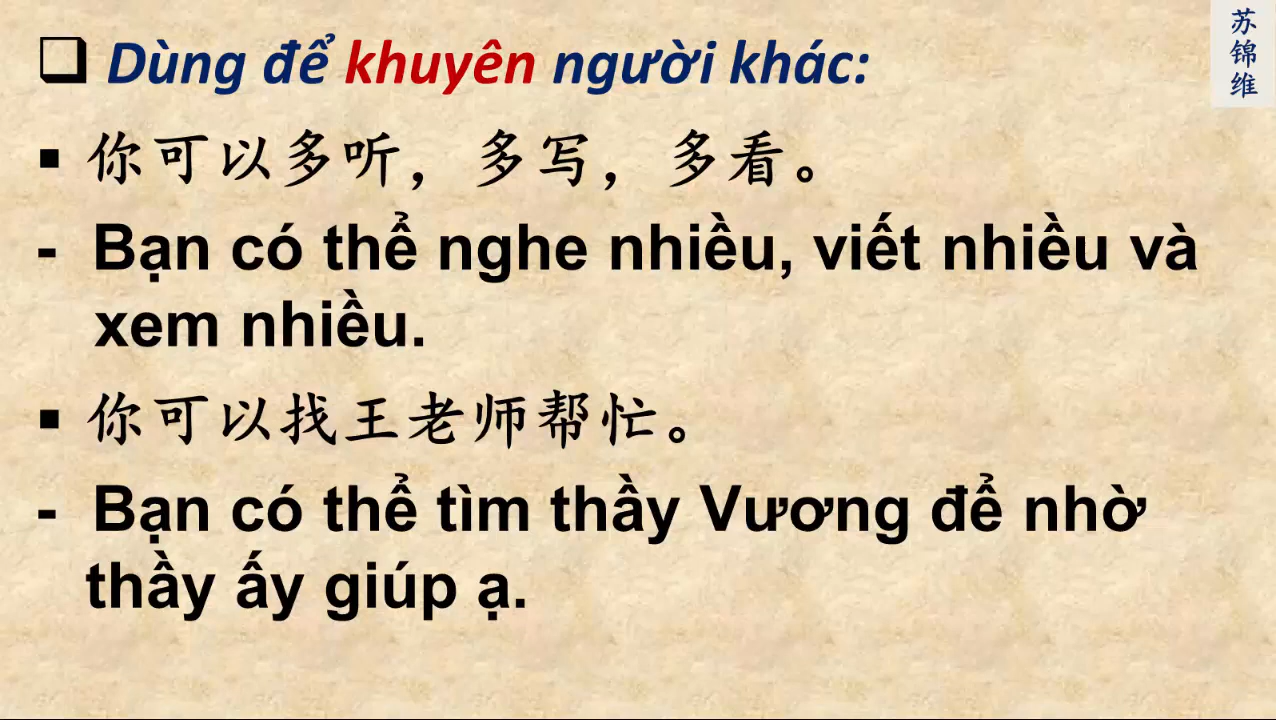 Dùng để khuyên người khác:
你可以多听，多写，多看。
- Bạn có thể nghe nhiều, viết nhiều và
xem nhiều.
你可以找王老师帮忙。
- Bạn có thể tìm thầy Vương để nhờ
thầy ấy giúp ạ.
苏锦维